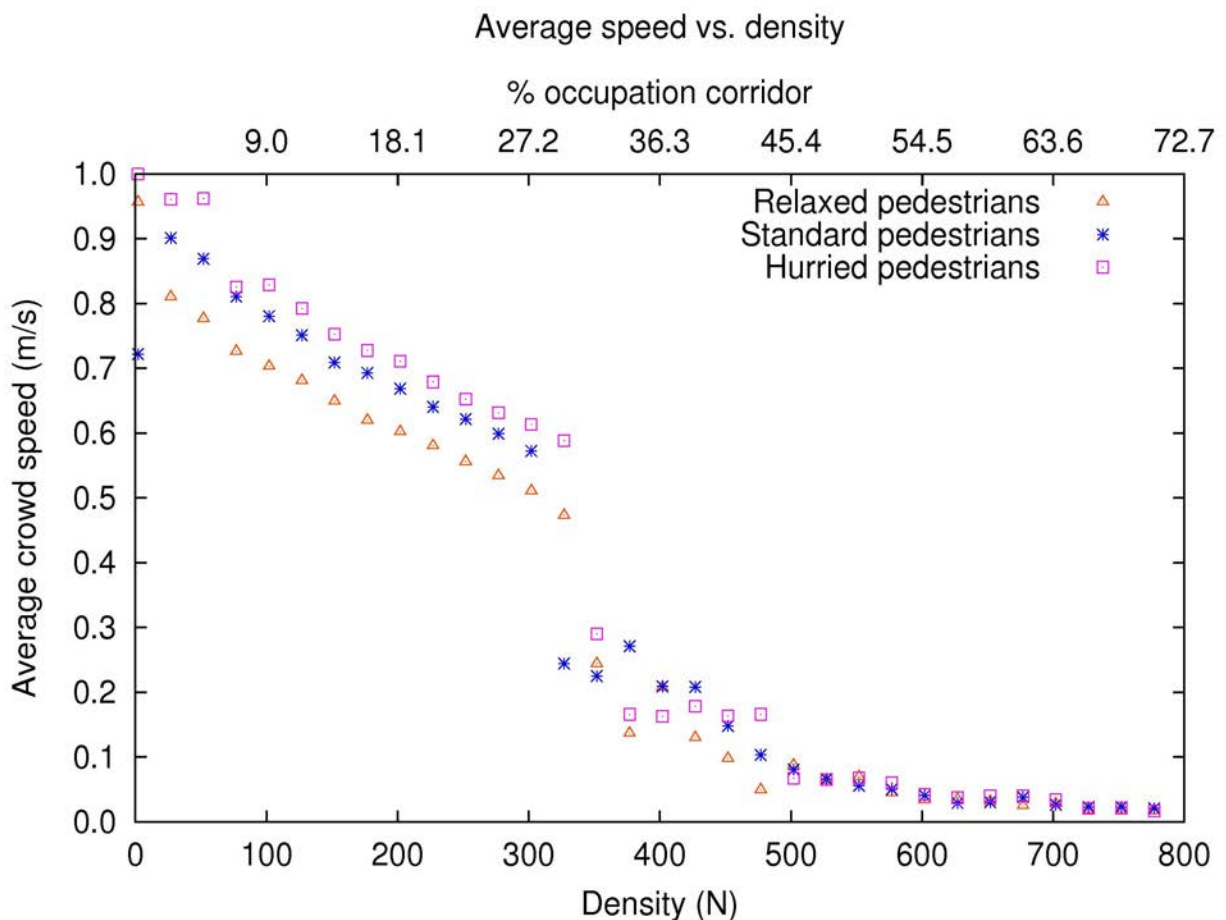 Average speed vs. density
% occupation corridor
9.0 18.1 27.2 36.3 45.4 54.5 63.6 72.7
1.0
0.9
0.8
0.7
0.6
0.5
0.4
0.3
0.2
0.1
0.0
Average crowd speed (m/s)
Relaxed pedestrians
Standard pedestrians
Hurried pedestrians
0 100 200 300 400 500 600 700 800
Density (N)